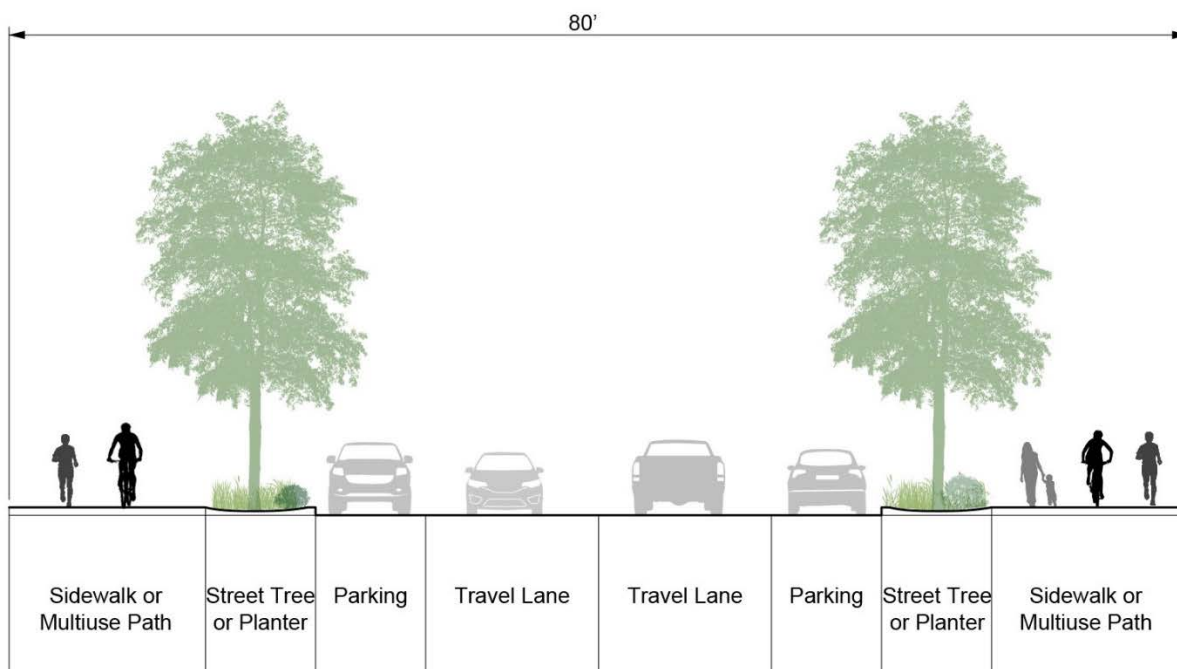 80'
Sidewalk or
Multiuse Path
Street Tree
or Planter
Parking
Travel Lane
Travel Lane
Parking
Street Tree
or Planter
Sidewalk or
Multiuse Path